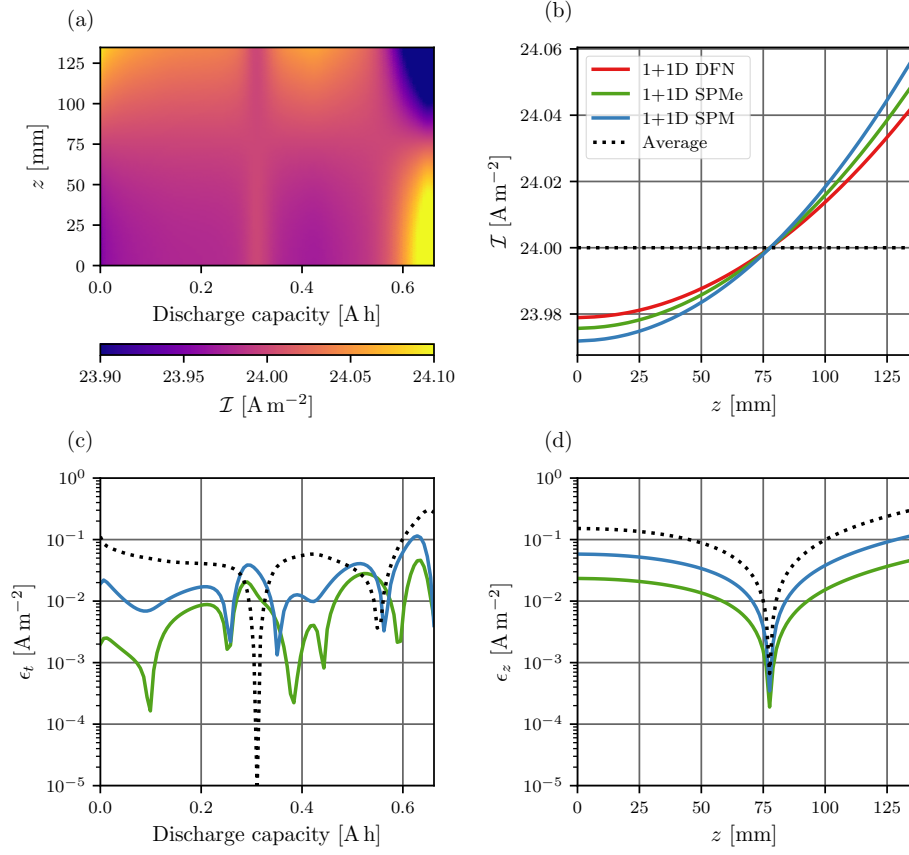 (a)
135
100
75
50
25
0
z [mm]
0.0 0.2 0.4 0.6
Discharge capacity [A h]
23.90 23.95 24.00 24.05 24.10
ℐ [A m⁻²]
(b)
24.06
24.04
24.02
24.00
23.98
ℐ [A m⁻²]
1+1D DFN
1+1D SPMe
1+1D SPM
Average
0 25 50 75 100 135
z [mm]
(c)
10⁰
10⁻¹
10⁻²
10⁻³
10⁻⁴
10⁻⁵
ϵₜ [A m⁻²]
0.0 0.2 0.4 0.6
Discharge capacity [A h]
(d)
10⁰
10⁻¹
10⁻²
10⁻³
10⁻⁴
10⁻⁵
ϵ_z [A m⁻²]
0 25 50 75 100 135
z [mm]